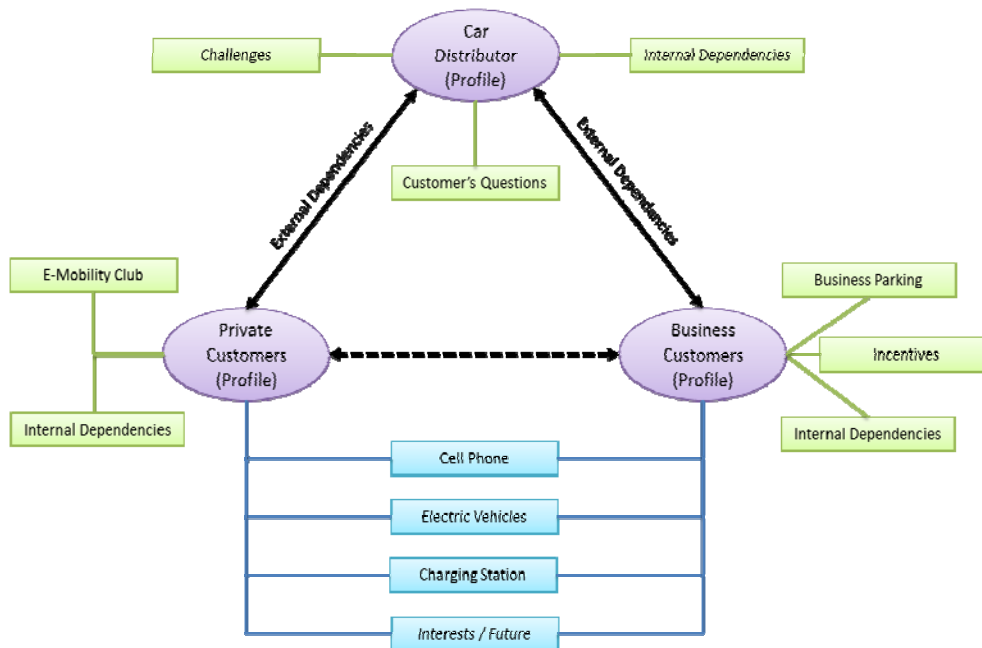 Car
Distributor
(Profile)
Challenges
Internal Dependencies
External Dependencies
External Dependancies
Customer's Questions
E-Mobility Club
Business Parking
Private
Customers
(Profile)
Business
Customers
(Profile)
Incentives
Internal Dependencies
Internal Dependencies
Cell Phone
Electric Vehicles
Charging Station
Interests / Future